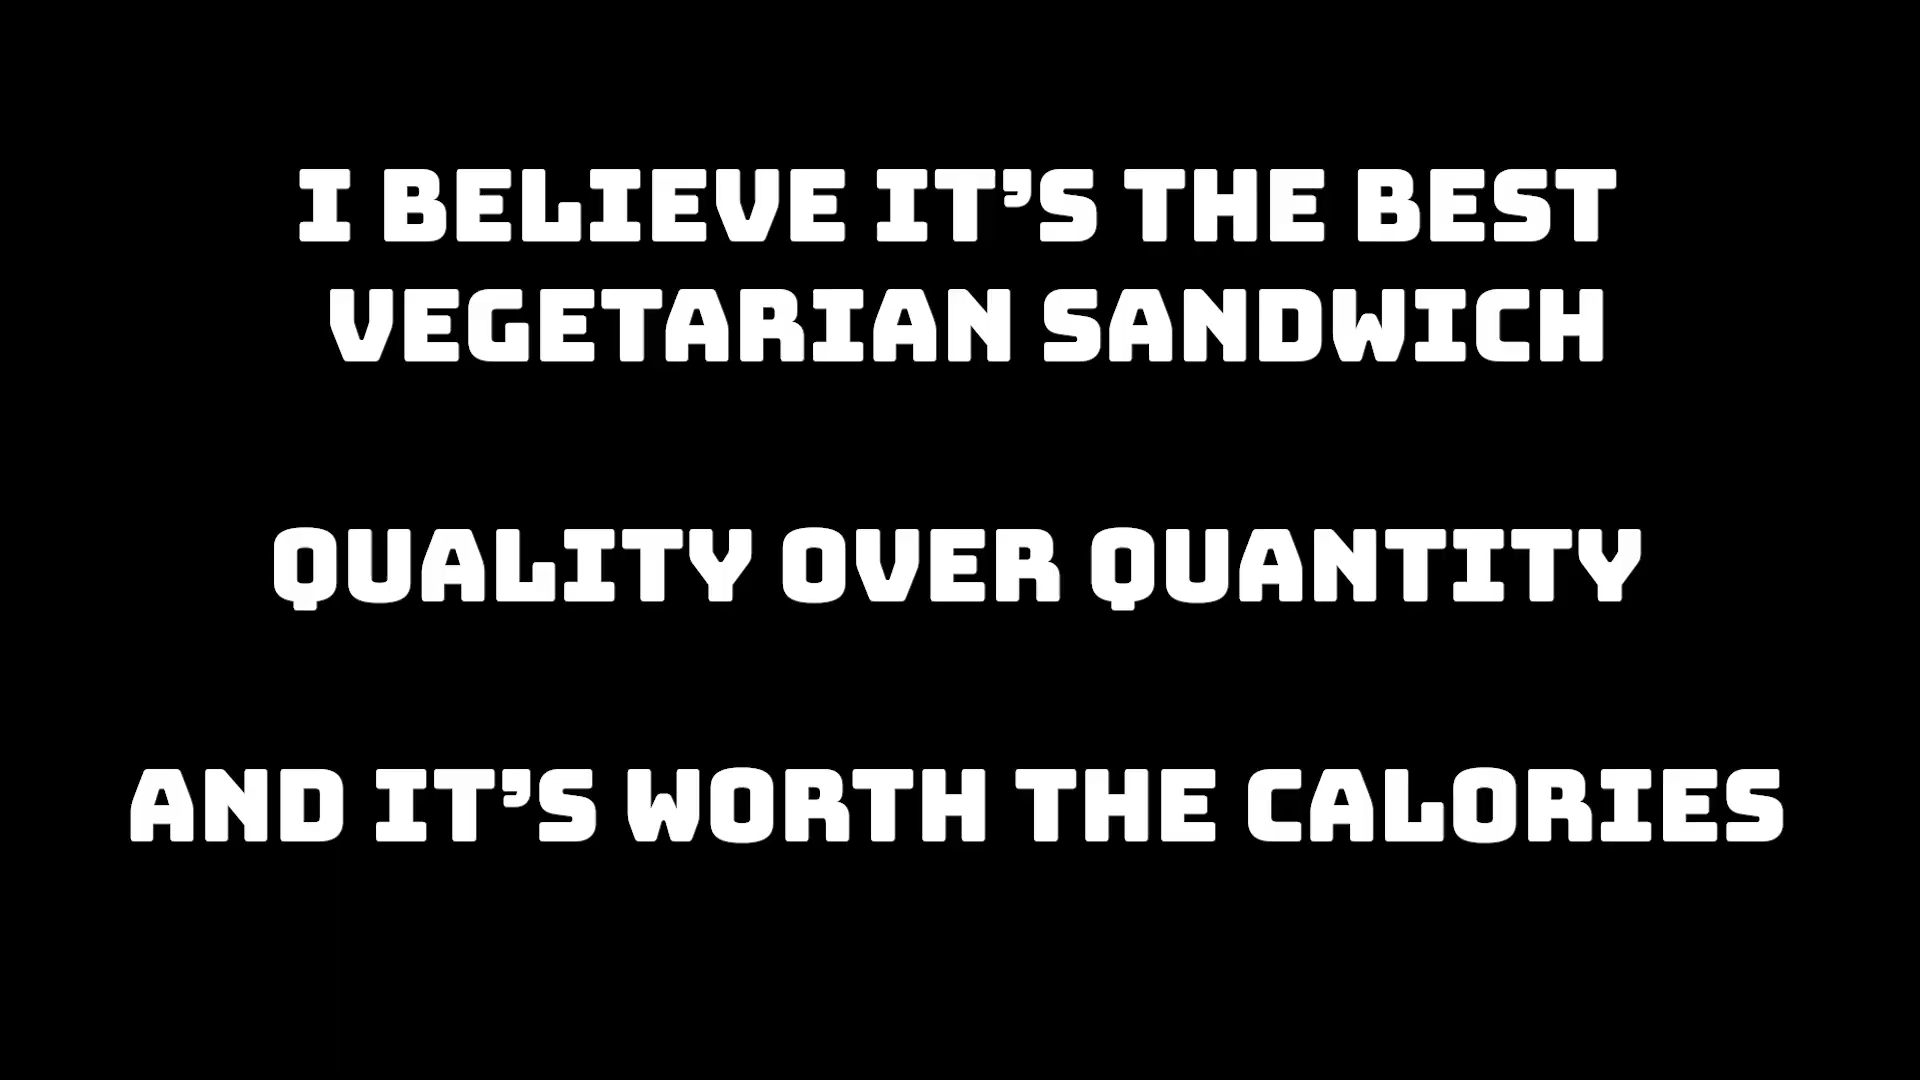 I BELIEVE IT’S THE BEST
VEGETARIAN SANDWICH
QUALITY OVER QUANTITY
AND IT’S WORTH THE CALORIES